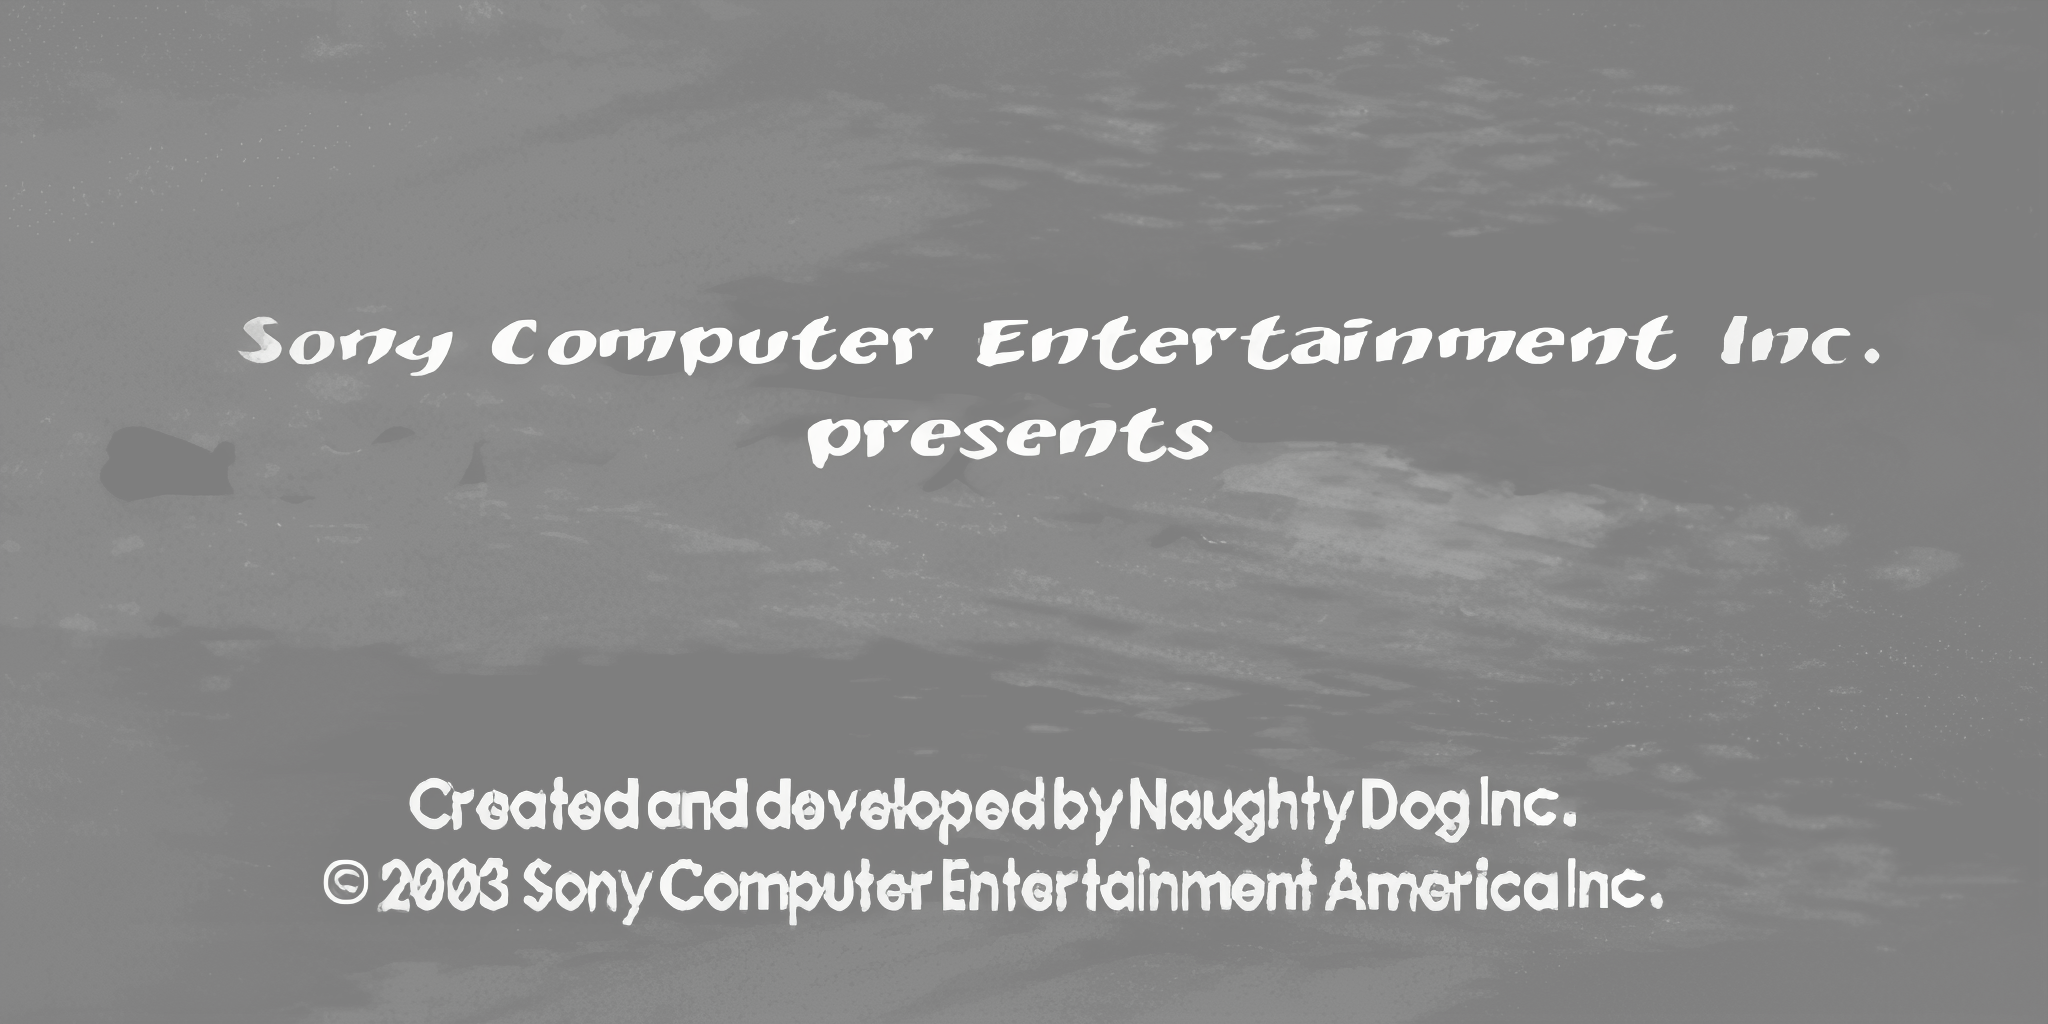 Sony Computer Entertainment Inc.
presents
Created and developed by Naughty Dog Inc.
© 2003 Sony Computer Entertainment America Inc.